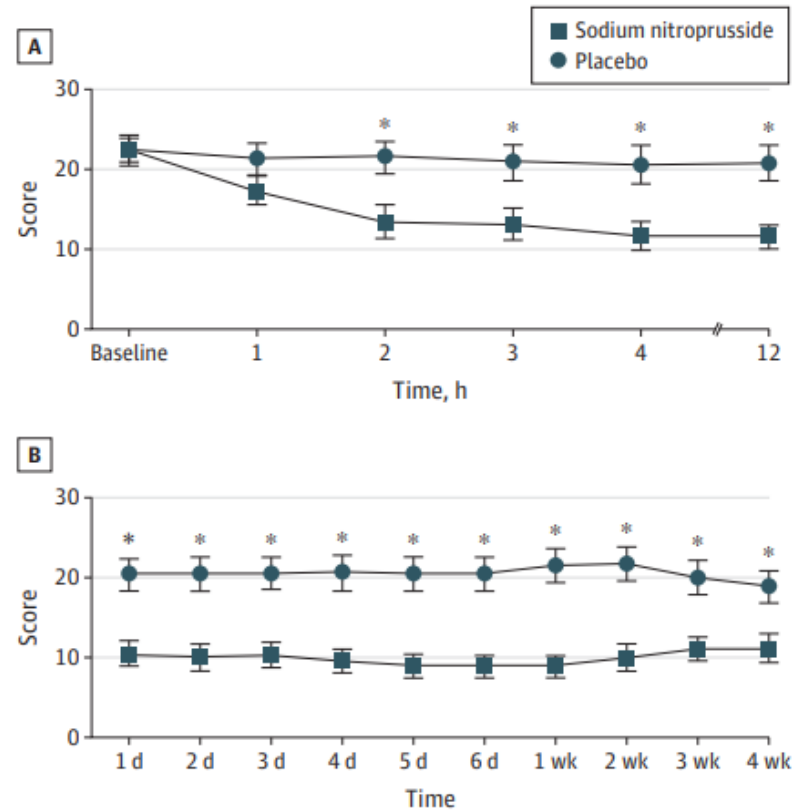 Sodium nitroprusside
Placebo
A
30
*
*
*
*
20
Score
10
0
Baseline
1
2
3
4
12
Time, h
B
30
*
*
*
*
*
*
*
*
*
*
20
Score
10
0
1 d
2 d
3 d
4 d
5 d
6 d
1 wk
2 wk
3 wk
4 wk
Time